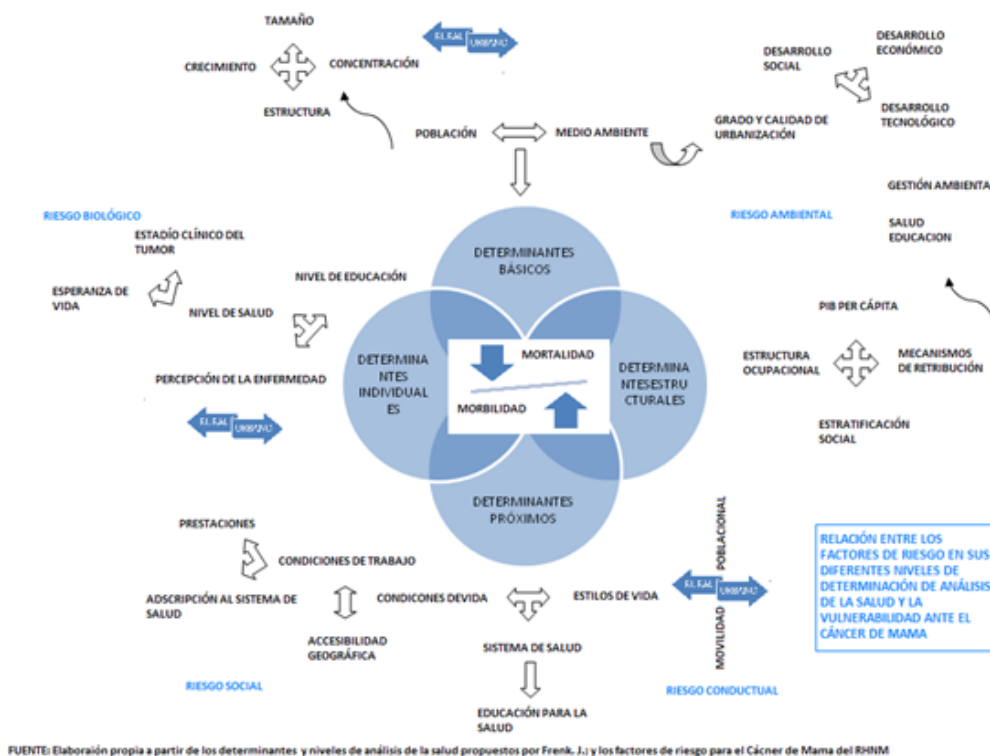 TAMAÑO
CRECIMIENTO
CONCENTRACIÓN
ESTRUCTURA
RURAL
URBANO
POBLACIÓN
MEDIO AMBIENTE
DESARROLLO
SOCIAL
DESARROLLO
ECONÓMICO
DESARROLLO
TECNOLÓGICO
GRADO Y CALIDAD DE
URBANIZACIÓN
GESTIÓN AMBIENTA
RIESGO AMBIENTAL
SALUD
EDUCACION
RIESGO BIOLÓGICO
ESTADÍO CLÍNICO DEL
TUMOR
NIVEL DE EDUCACIÓN
ESPERANZA DE
VIDA
NIVEL DE SALUD
PERCEPCIÓN DE LA ENFERMEDAD
RURAL
URBANO
DETERMINANTES
BÁSICOS
DETERMINA
NTES
INDIVIDUAL
ES
MORTALIDAD
MORBILIDAD
DETERMINA
NTESESTRU
CTURALES
DETERMINANTES
PRÓXIMOS
PIB PER CÁPITA
ESTRUCTURA
OCUPACIONAL
MECANISMOS
DE RETRIBUCIÓN
ESTRATIFICACIÓN
SOCIAL
PRESTACIONES
CONDICIONES DE TRABAJO
ADSCRIPCIÓN AL SISTEMA DE
SALUD
CONDICONES DEVIDA
ESTILOS DE VIDA
ACCESIBILIDAD
GEOGRÁFICA
SISTEMA DE SALUD
RIESGO SOCIAL
EDUCACIÓN PARA LA
SALUD
MOVILIDAD POBLACIONAL
RURAL
URBANO
RIESGO CONDUCTUAL
RELACIÓN ENTRE LOS
FACTORES DE RIESGO EN SUS
DIFERENTES NIVELES DE
DETERMINACIÓN DE ANÁLISIS
DE LA SALUD Y LA
VULNERABILIDAD ANTE EL
CÁNCER DE MAMA
FUENTE: Elaboraión propia a partir de los determinantes y niveles de análisis de la salud propuestos por Frenk. J.; y los factores de riesgo para el Cácner de Mama del RHNM